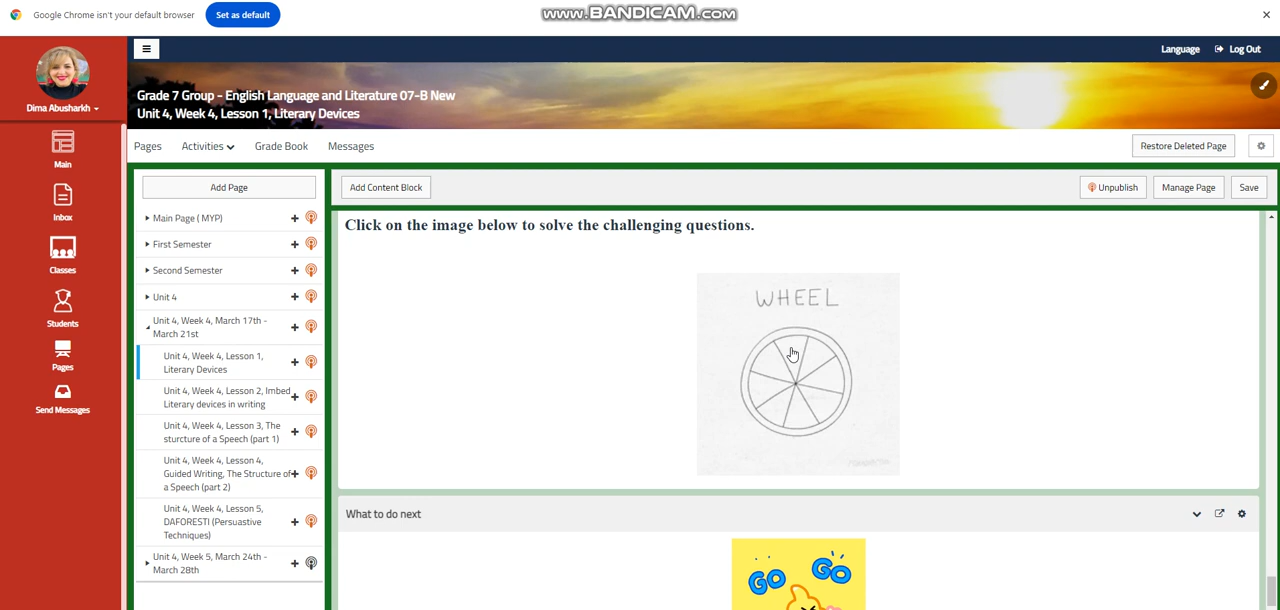 Google Chrome isn't your default browser
Set as default
WWW.BANDICAM.COM
Language
Log Out
Dima Abusharkh
Grade 7 Group - English Language and Literature 07-B New
Unit 4, Week 4, Lesson 1, Literary Devices
Pages
Activities
Grade Book
Messages
Restore Deleted Page
Main
Inbox
Classes
Students
Pages
Send Messages
Add Page
Main Page ( MYP)
First Semester
Second Semester
Unit 4
Unit 4, Week 4, March 17th -
March 21st
Unit 4, Week 4, Lesson 1,
Literary Devices
Unit 4, Week 4, Lesson 2, Imbed
Literary devices in writing
Unit 4, Week 4, Lesson 3, The
sturcture of a Speech (part 1)
Unit 4, Week 4, Lesson 4,
Guided Writing, The Structure of
a Speech (part 2)
Unit 4, Week 4, Lesson 5,
DAFORESTI (Persuastive
Techniques)
Unit 4, Week 5, March 24th -
March 28th
Add Content Block
Unpublish
Manage Page
Save
Click on the image below to solve the challenging questions.
WHEEL
What to do next
GO GO